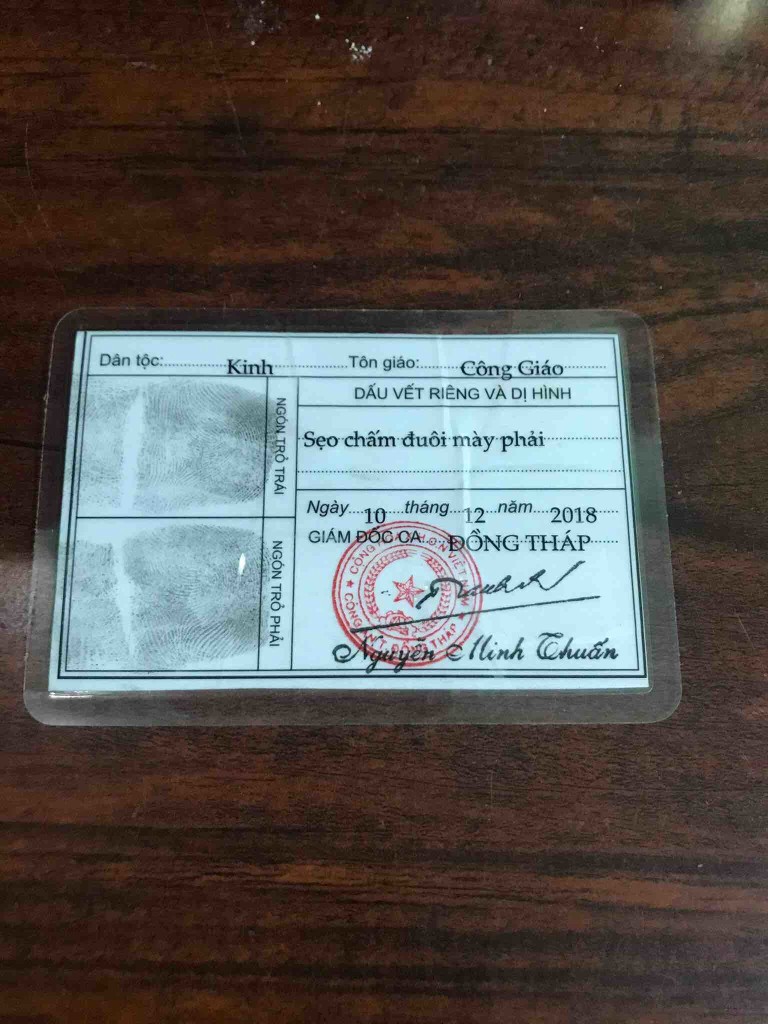 Dân tộc: Kinh Tôn giáo: Công Giáo
DẤU VẾT RIÊNG VÀ DỊ HÌNH
NGÓN TRỎ TRÁI
Sẹo chấm đuôi mày phải
Ngày 10 tháng 12 năm 2018
GIÁM ĐỐC CA ĐỒNG THÁP
NGÓN TRỎ PHẢI
Nguyễn Minh Thuấn